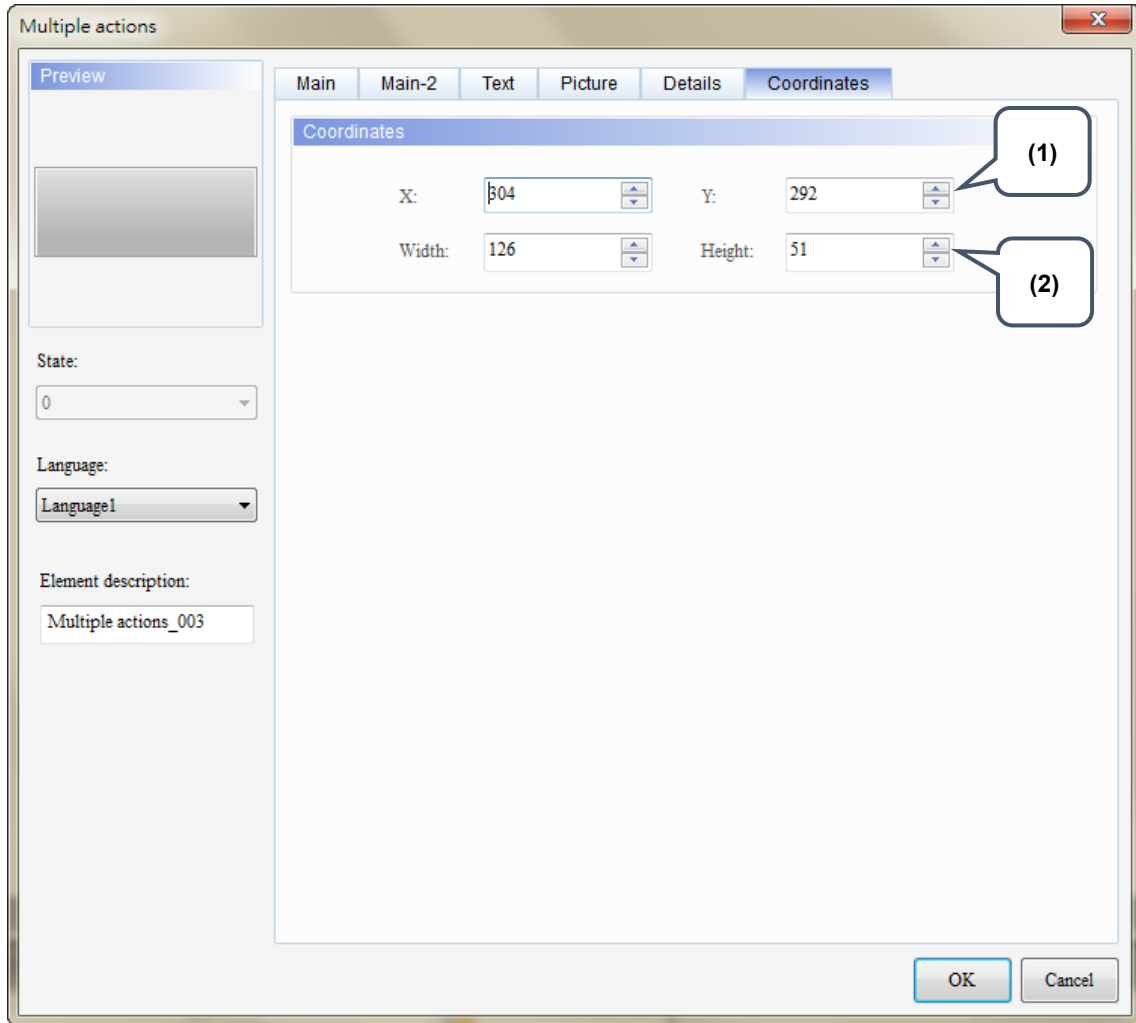 Multiple actions
x
Preview
Main Main-2 Text Picture Details Coordinates
Coordinates
(1)
X: 304 Y: 292
Width: 126 Height: 51
(2)
State:
0
Language:
Language1
Element description:
Multiple actions_003
OK Cancel